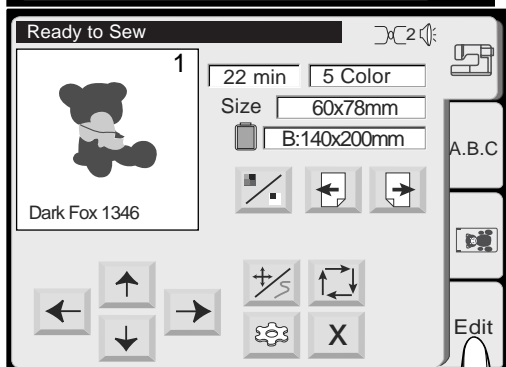 Ready to Sew
2
1
22 min
5 Color
Size
60x78mm
B:140x200mm
A.B.C
Dark Fox 1346
X
Edit